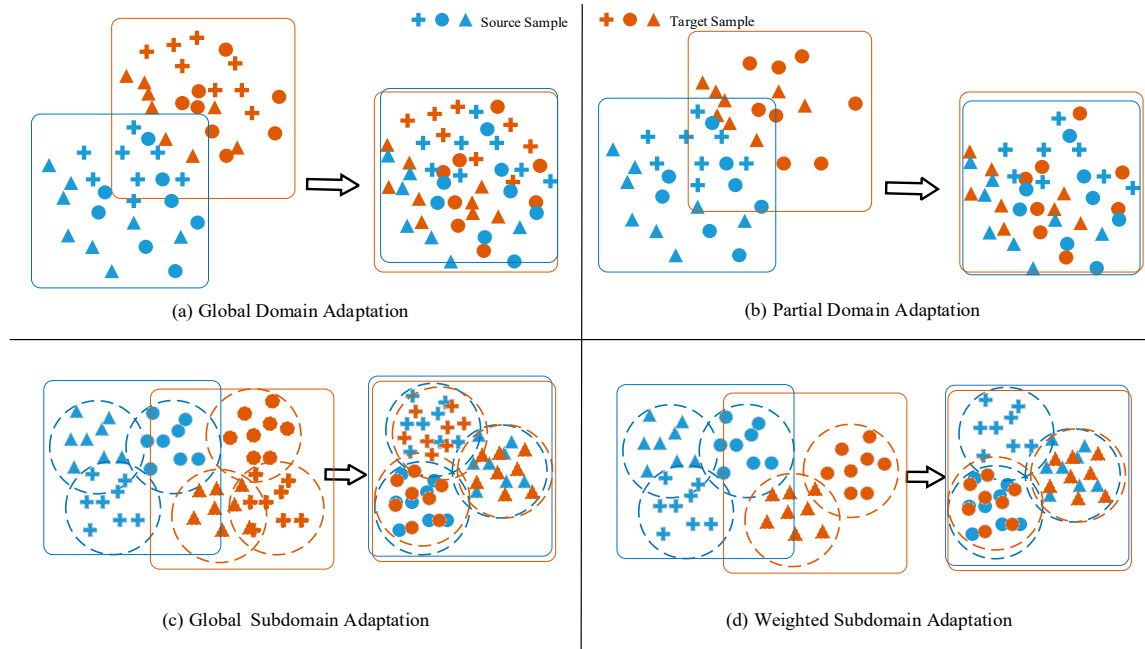 Source Sample
Target Sample
(a) Global Domain Adaptation
(b) Partial Domain Adaptation
(c) Global Subdomain Adaptation
(d) Weighted Subdomain Adaptation